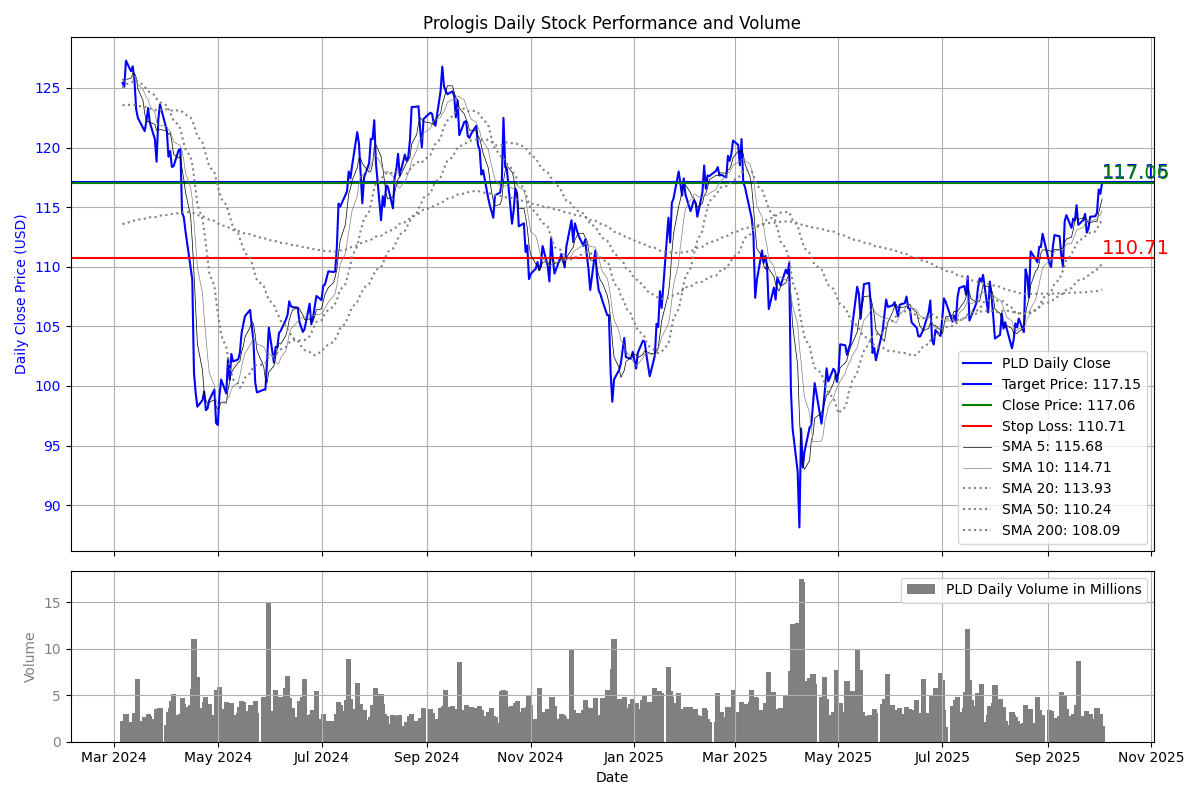 Prologis Daily Stock Performance and Volume
Daily Close Price (USD)
125
120
115
110
105
100
95
90
117.15
117.06
110.71
PLD Daily Close
Target Price: 117.15
Close Price: 117.06
Stop Loss: 110.71
SMA 5: 115.68
SMA 10: 114.71
SMA 20: 113.93
SMA 50: 110.24
SMA 200: 108.09
Volume
15
10
5
0
PLD Daily Volume in Millions
Mar 2024
May 2024
Jul 2024
Sep 2024
Nov 2024
Jan 2025
Mar 2025
May 2025
Jul 2025
Sep 2025
Nov 2025
Date